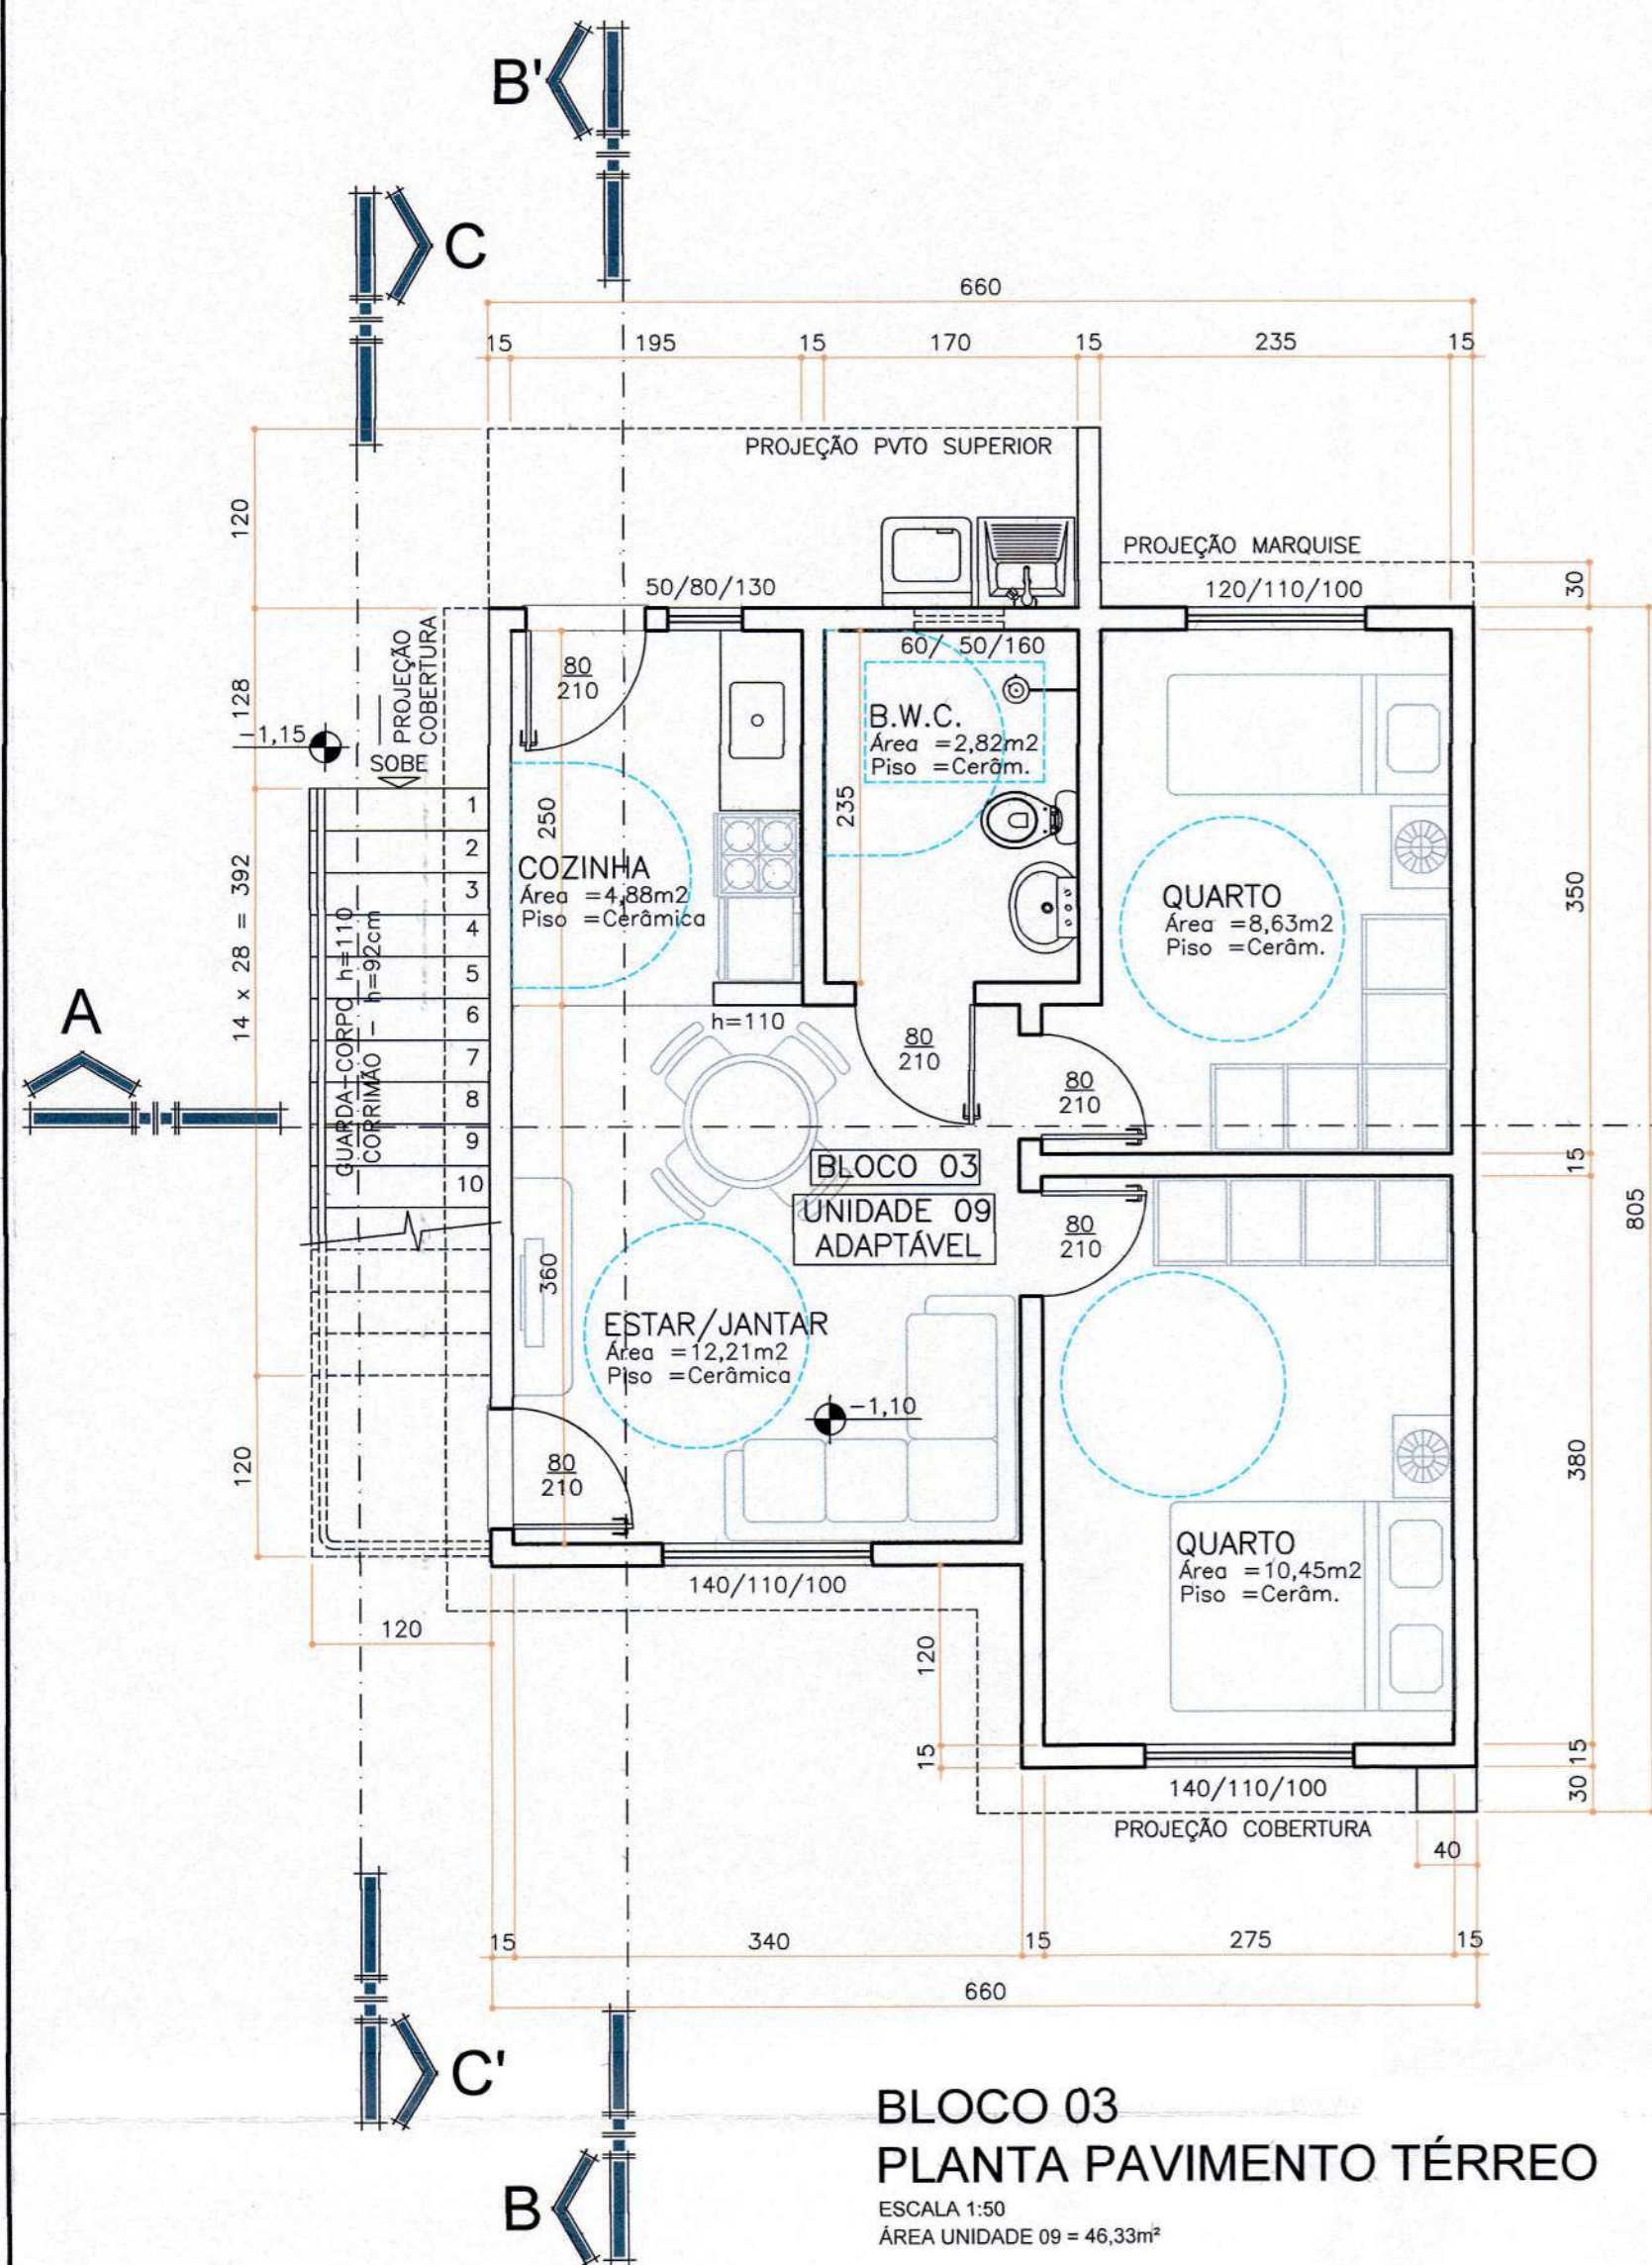 B'
C
660
15
195
15
170
15
235
15
PROJEÇÃO PVTO SUPERIOR
120
PROJEÇÃO MARQUISE
30
50/80/130
120/110/100
60/ 50/160
PROJEÇÃO
COBERTURA
128
-1,15
SOBE
80
210
B.W.C.
Área =2,82m2
Piso =Cerâm.
250
235
COZINHA
Área =4,88m2
Piso =Cerâmica
QUARTO
Área =8,63m2
Piso =Cerâm.
350
14 x 28 = 392
GUARDA-CORPO h=110
CORRIMÃO - h=92cm
1
2
3
4
5
6
7
8
9
10
A
h=110
80
210
80
210
15
805
BLOCO 03
UNIDADE 09
ADAPTÁVEL
80
210
360
ESTAR/JANTAR
Área =12,21m2
Piso =Cerâmica
-1,10
120
80
210
380
QUARTO
Área =10,45m2
Piso =Cerâm.
140/110/100
120
120
15
15
30
140/110/100
PROJEÇÃO COBERTURA
40
15
340
15
275
15
660
C'
B
BLOCO 03
PLANTA PAVIMENTO TÉRREO
ESCALA 1:50
ÁREA UNIDADE 09 = 46,33m²